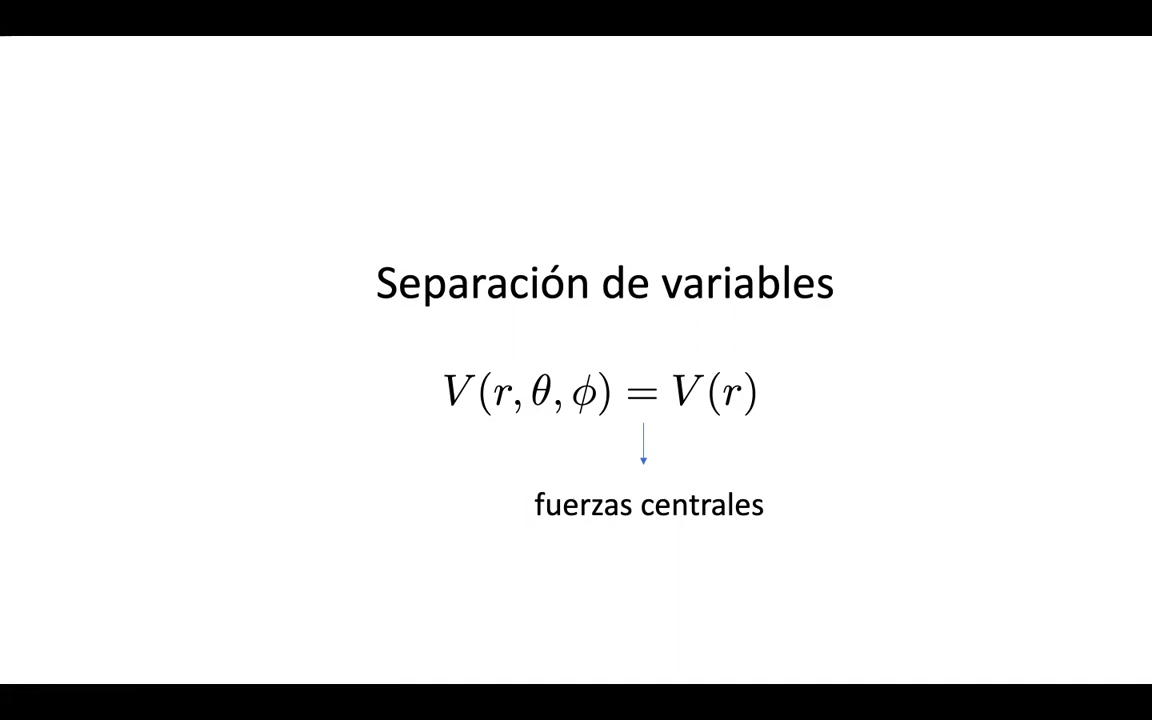 Separación de variables
V(r, θ, ϕ) = V(r)
fuerzas centrales